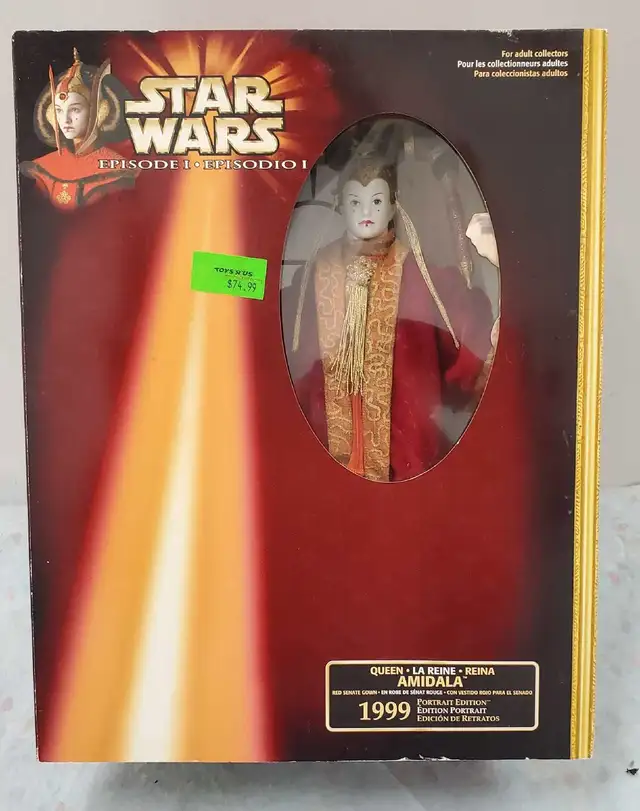 For adult collectors
Pour les collectionneurs adultes
Para coleccionistas adultos
STAR
WARS
EPISODE I • EPISODIO I
TOYS R US
$74.99
QUEEN • LA REINE • REINA
AMIDALA™
RED SENATE GOWN • EN ROBE DE SÉNAT ROUGE • CON VESTIDO ROJO PARA EL SENADO
1999 PORTRAIT EDITION™
ÉDITION PORTRAIT
EDICIÓN DE RETRATOS